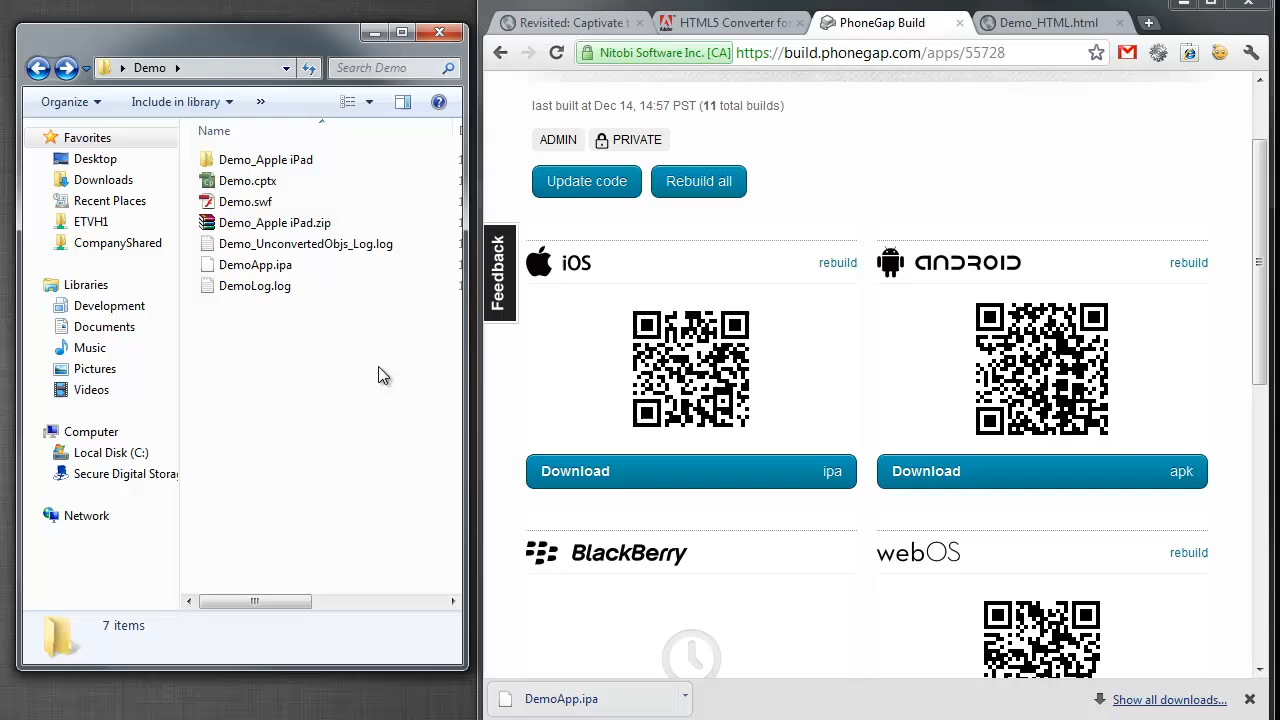 Demo
Search Demo
Organize
Include in library
»
Name
Favorites
Desktop
Downloads
Recent Places
ETVH1
CompanyShared
Libraries
Development
Documents
Music
Pictures
Videos
Computer
Local Disk (C:)
Secure Digital Stora
Network
Demo_Apple iPad
Demo.cptx
Demo.swf
Demo_Apple iPad.zip
Demo_UnconvertedObjs_Log.log
DemoApp.ipa
DemoLog.log
7 items
Revisited: Captivate t
HTML5 Converter for
PhoneGap Build
Demo_HTML.html
Nitobi Software Inc. [CA]
https://build.phonegap.com/apps/55728
last built at Dec 14, 14:57 PST (11 total builds)
ADMIN
PRIVATE
Update code
Rebuild all
Feedback
iOS
rebuild
ANDROID
rebuild
Download
ipa
Download
apk
BlackBerry
webOS
rebuild
DemoApp.ipa
Show all downloads...